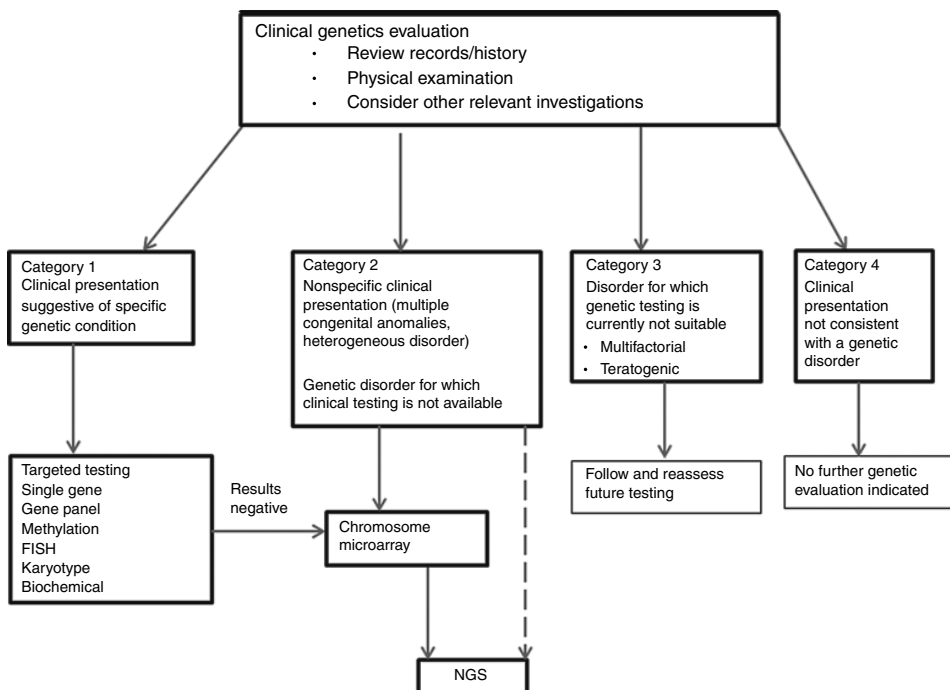 Clinical genetics evaluation
· Review records/history
· Physical examination
· Consider other relevant investigations
Category 1
Clinical presentation
suggestive of specific
genetic condition
Category 2
Nonspecific clinical
presentation (multiple
congenital anomalies,
heterogeneous disorder)
Genetic disorder for which
clinical testing is not available
Category 3
Disorder for which
genetic testing is
currently not suitable
· Multifactorial
· Teratogenic
Category 4
Clinical
presentation
not consistent
with a genetic
disorder
Targeted testing
Single gene
Gene panel
Methylation
FISH
Karyotype
Biochemical
Results
negative
Chromosome
microarray
Follow and reassess
future testing
No further genetic
evaluation indicated
NGS